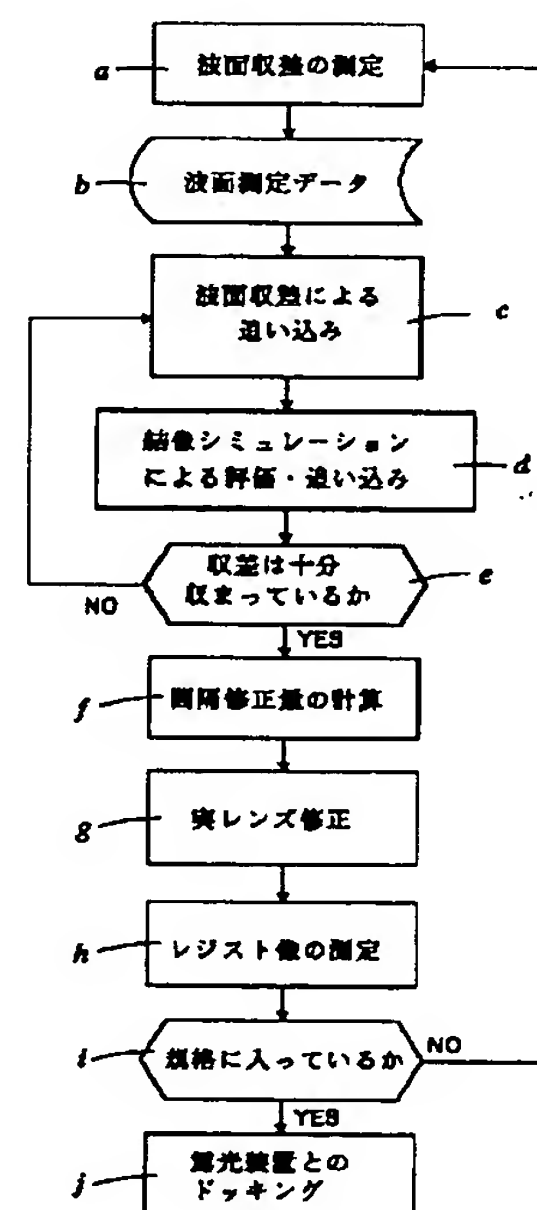 a
波面収差の測定
b
波面測定データ
波面収差による
追い込み
c
結像シミュレーション
による評価・追い込み
d
収差は十分
収まっているか
e
NO
YES
f
間隔修正量の計算
g
実レンズ修正
h
レジスト像の測定
i
規格に入っているか
NO
YES
j
露光装置との
ドッキング